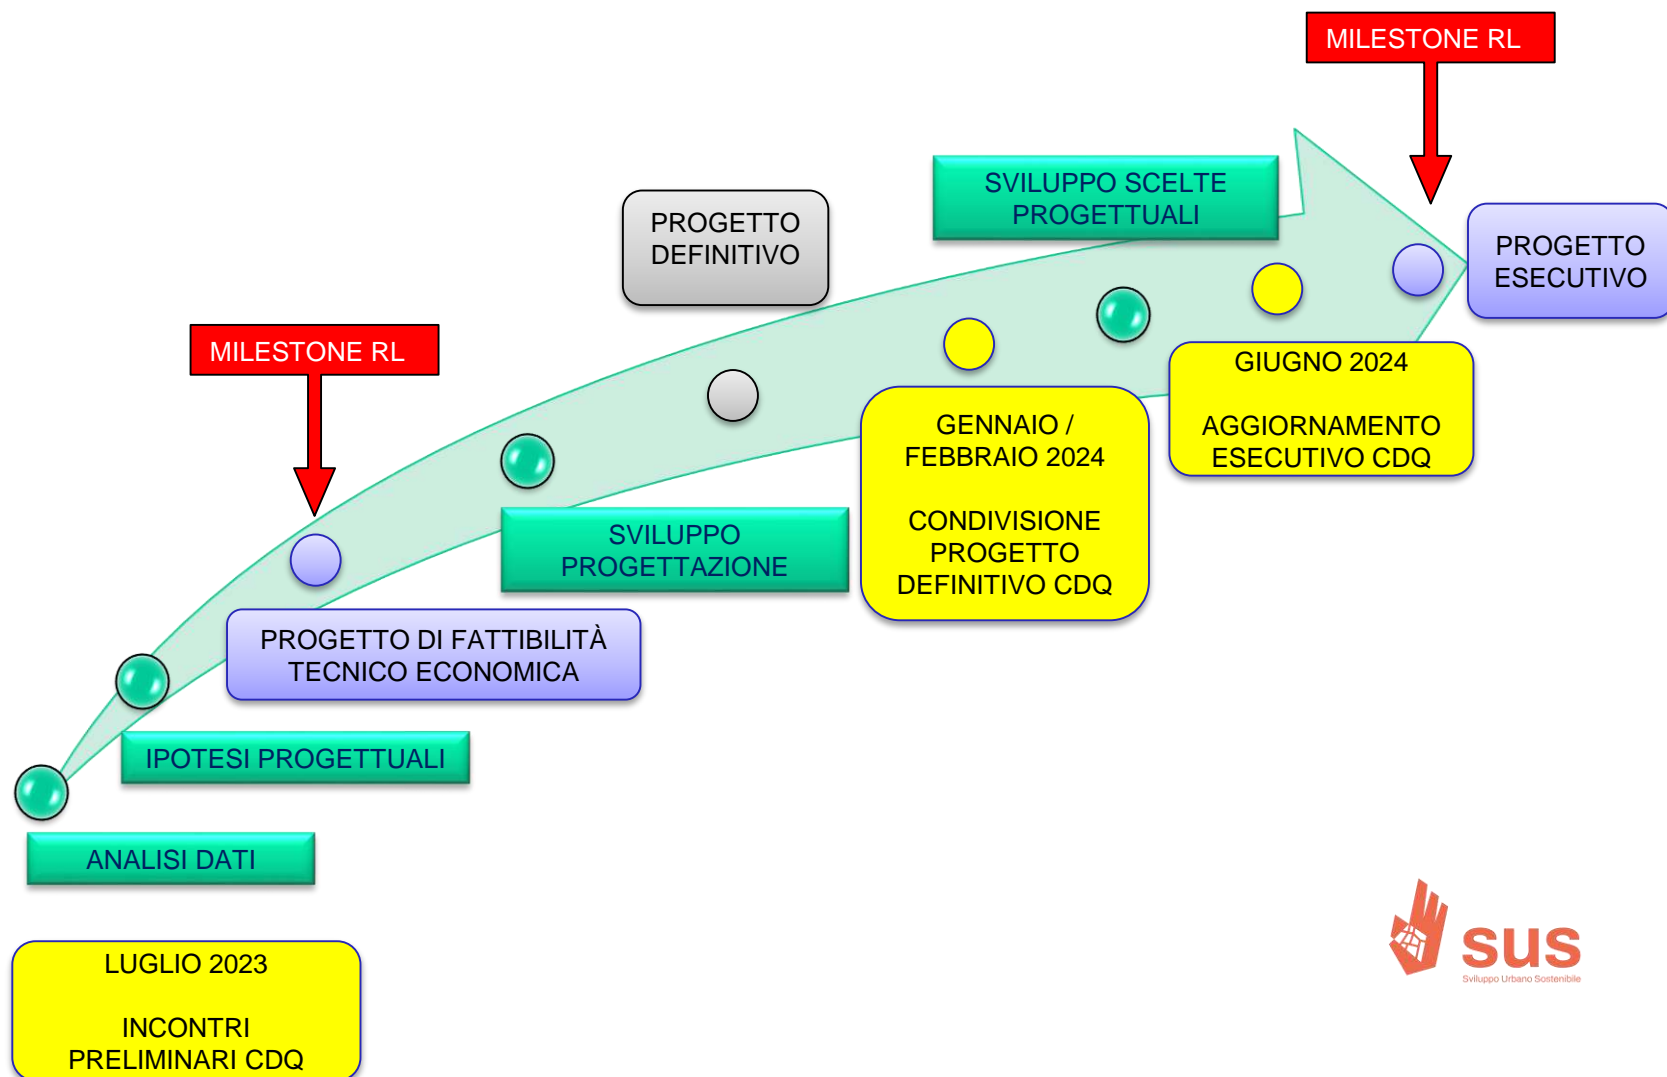 MILESTONE RL
SVILUPPO SCELTE
PROGETTUALI
PROGETTO
DEFINITIVO
PROGETTO
ESECUTIVO
MILESTONE RL
GIUGNO 2024
AGGIORNAMENTO
ESECUTIVO CDQ
GENNAIO /
FEBBRAIO 2024
CONDIVISIONE
PROGETTO
DEFINITIVO CDQ
SVILUPPO
PROGETTAZIONE
PROGETTO DI FATTIBILITÀ
TECNICO ECONOMICA
IPOTESI PROGETTUALI
ANALISI DATI
LUGLIO 2023
INCONTRI
PRELIMINARI CDQ
sus
Sviluppo Urbano Sostenibile